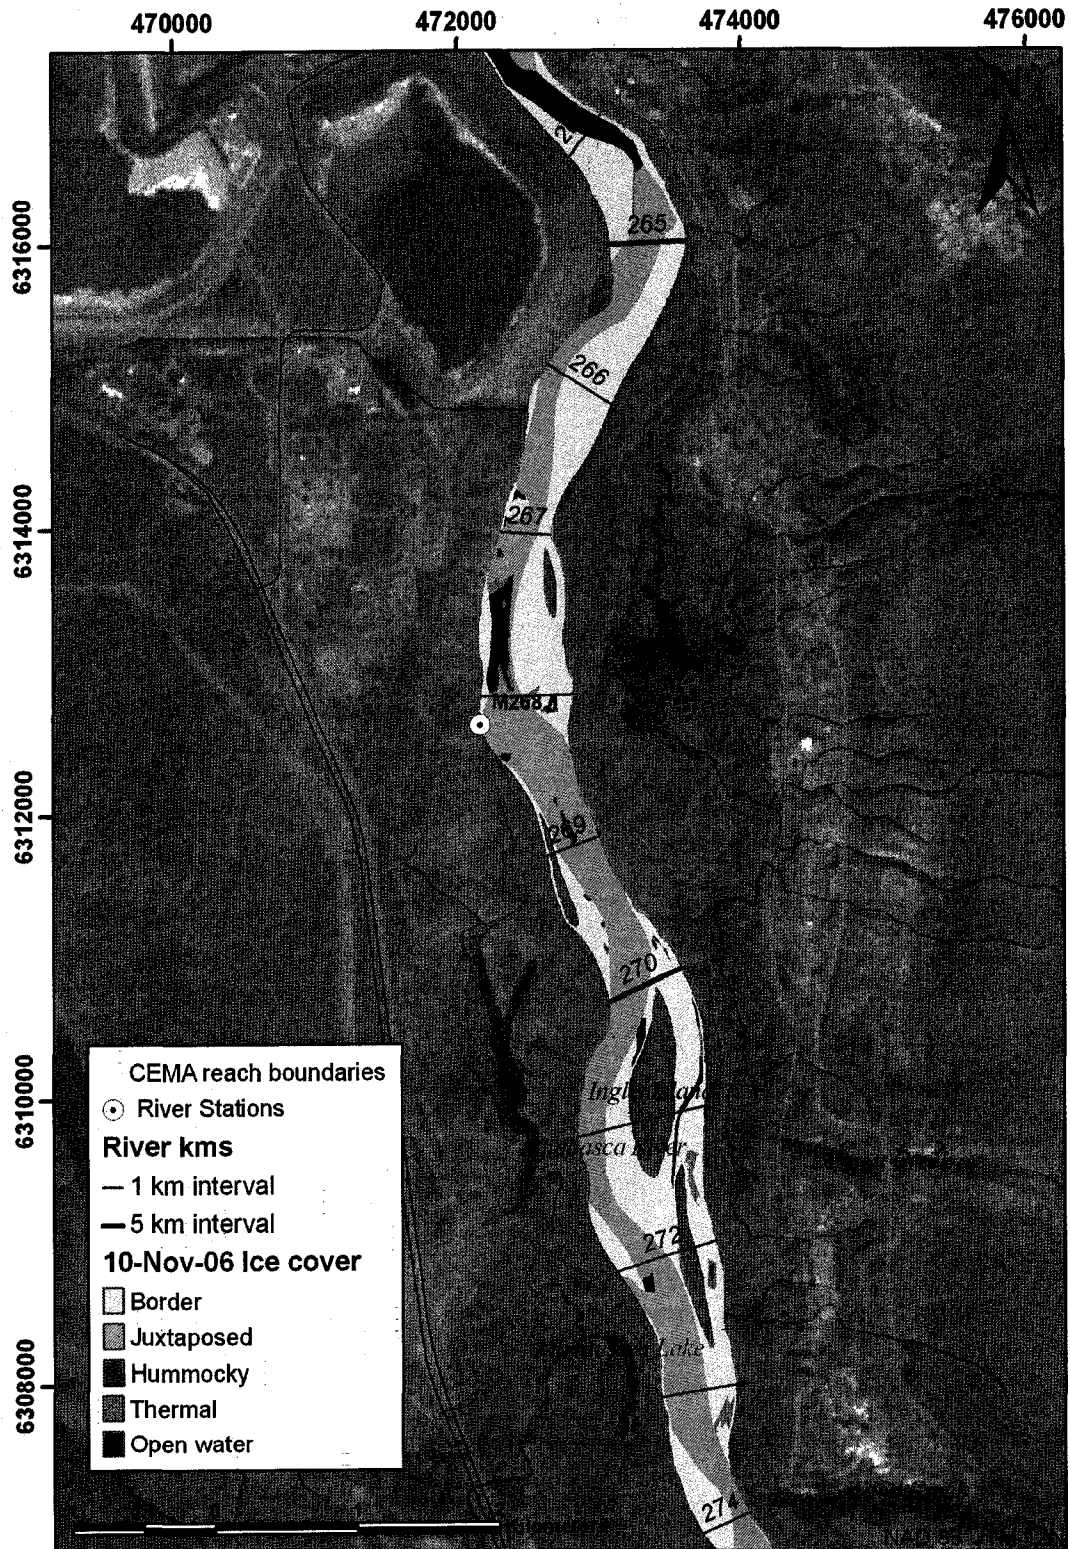 470000 472000 474000 476000
6316000
6314000
6312000
6310000
6308000
2
265
266
267
M268
269
270
272
274
CEMA reach boundaries
River Stations
River kms
1 km interval
5 km interval
10-Nov-06 Ice cover
Border
Juxtaposed
Hummocky
Thermal
Open water